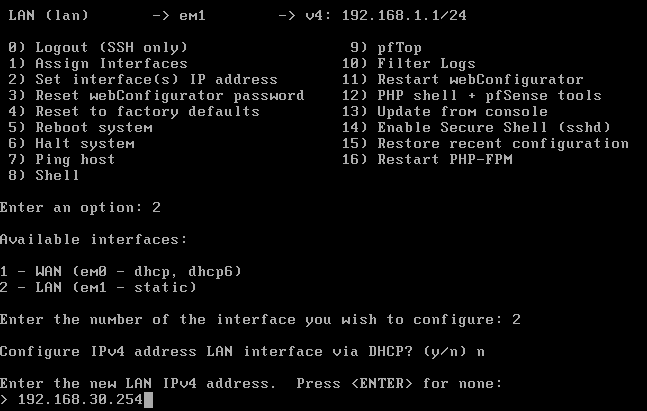 LAN (lan)       -> em1        -> v4: 192.168.1.1/24
0) Logout (SSH only)                  9) pfTop
1) Assign Interfaces                 10) Filter Logs
2) Set interface(s) IP address       11) Restart webConfigurator
3) Reset webConfigurator password    12) PHP shell + pfSense tools
4) Reset to factory defaults         13) Update from console
5) Reboot system                     14) Enable Secure Shell (sshd)
6) Halt system                       15) Restore recent configuration
7) Ping host                         16) Restart PHP-FPM
8) Shell
Enter an option: 2
Available interfaces:
1 - WAN (em0 - dhcp, dhcp6)
2 - LAN (em1 - static)
Enter the number of the interface you wish to configure: 2
Configure IPv4 address LAN interface via DHCP? (y/n) n
Enter the new LAN IPv4 address.  Press <ENTER> for none:
> 192.168.30.254